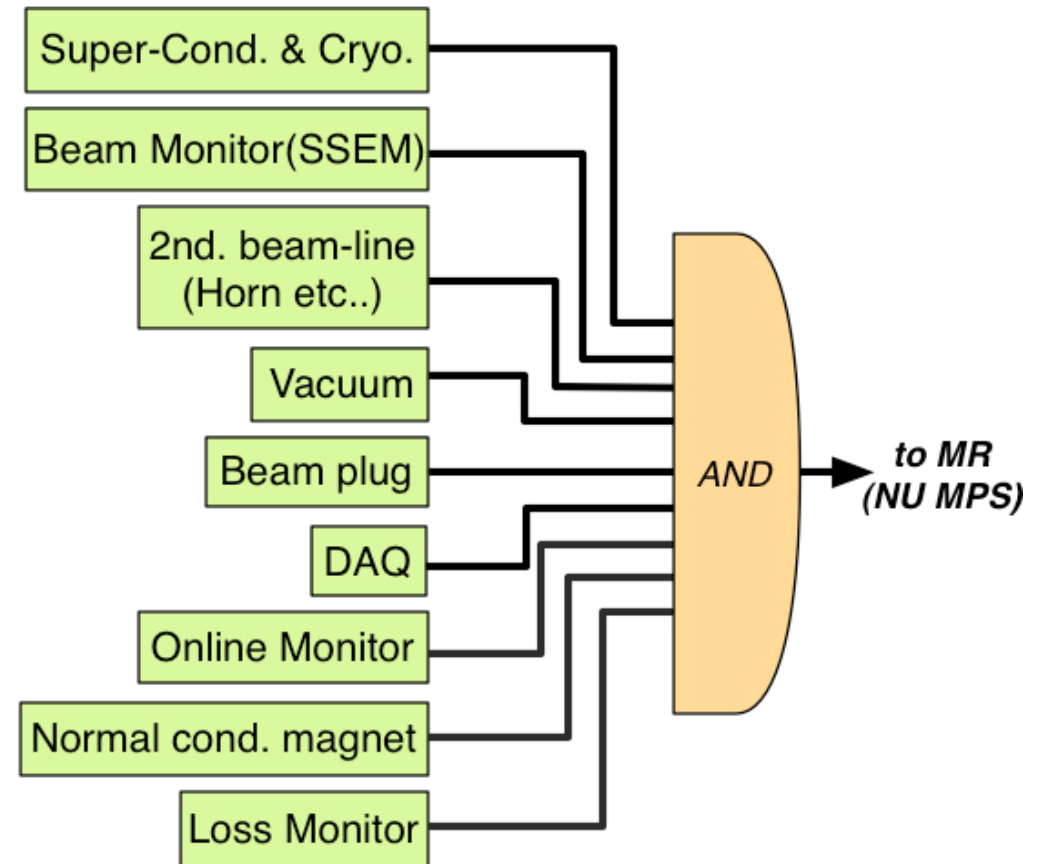 Super-Cond. & Cryo.
Beam Monitor(SSEM)
2nd. beam-line
(Horn etc..)
Vacuum
Beam plug
DAQ
Online Monitor
Normal cond. magnet
Loss Monitor
AND
to MR
(NU MPS)